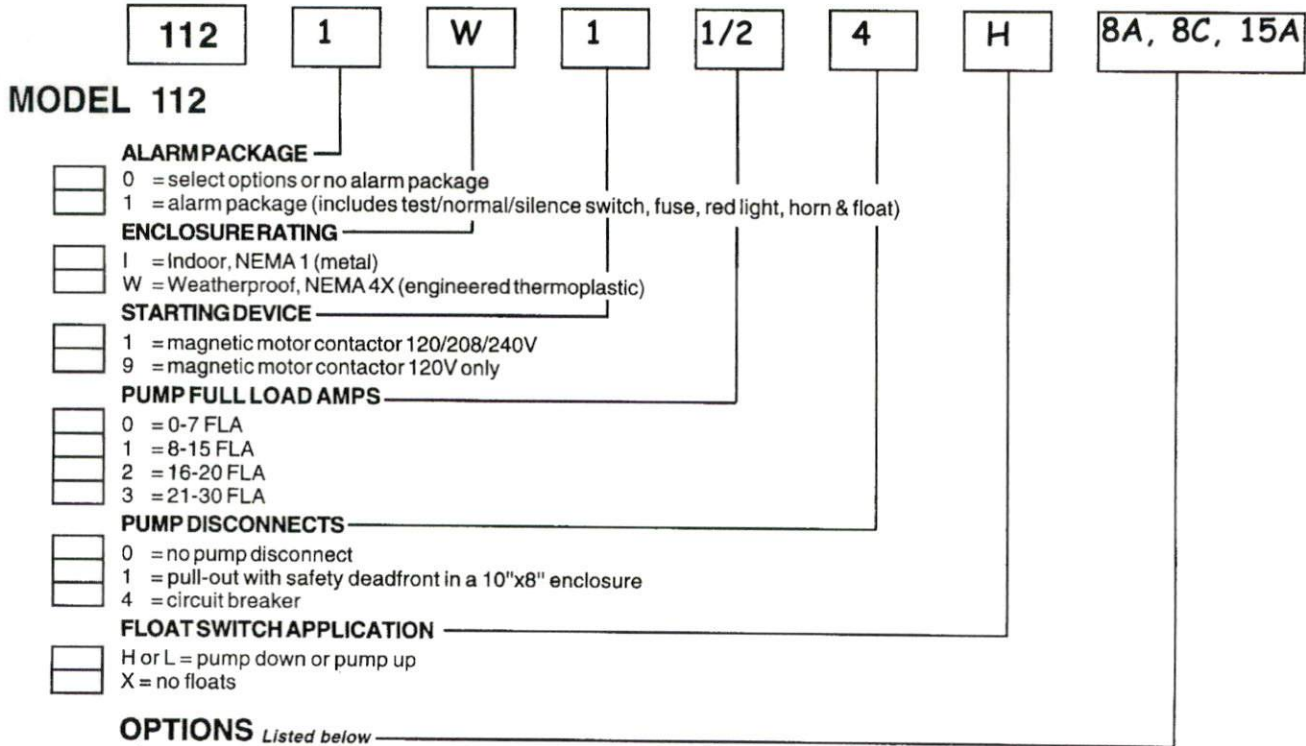 112 1 W 1 1/2 4 H 8A, 8C, 15A
MODEL 112
ALARM PACKAGE
0 = select options or no alarm package
1 = alarm package (includes test/normal/silence switch, fuse, red light, horn & float)
ENCLOSURE RATING
I = Indoor, NEMA 1 (metal)
W = Weatherproof, NEMA 4X (engineered thermoplastic)
STARTING DEVICE
1 = magnetic motor contactor 120/208/240V
9 = magnetic motor contactor 120V only
PUMP FULL LOAD AMPS
0 = 0-7 FLA
1 = 8-15 FLA
2 = 16-20 FLA
3 = 21-30 FLA
PUMP DISCONNECTS
0 = no pump disconnect
1 = pull-out with safety deadfront in a 10"x8" enclosure
4 = circuit breaker
FLOAT SWITCH APPLICATION
H or L = pump down or pump up
X = no floats
OPTIONS Listed below